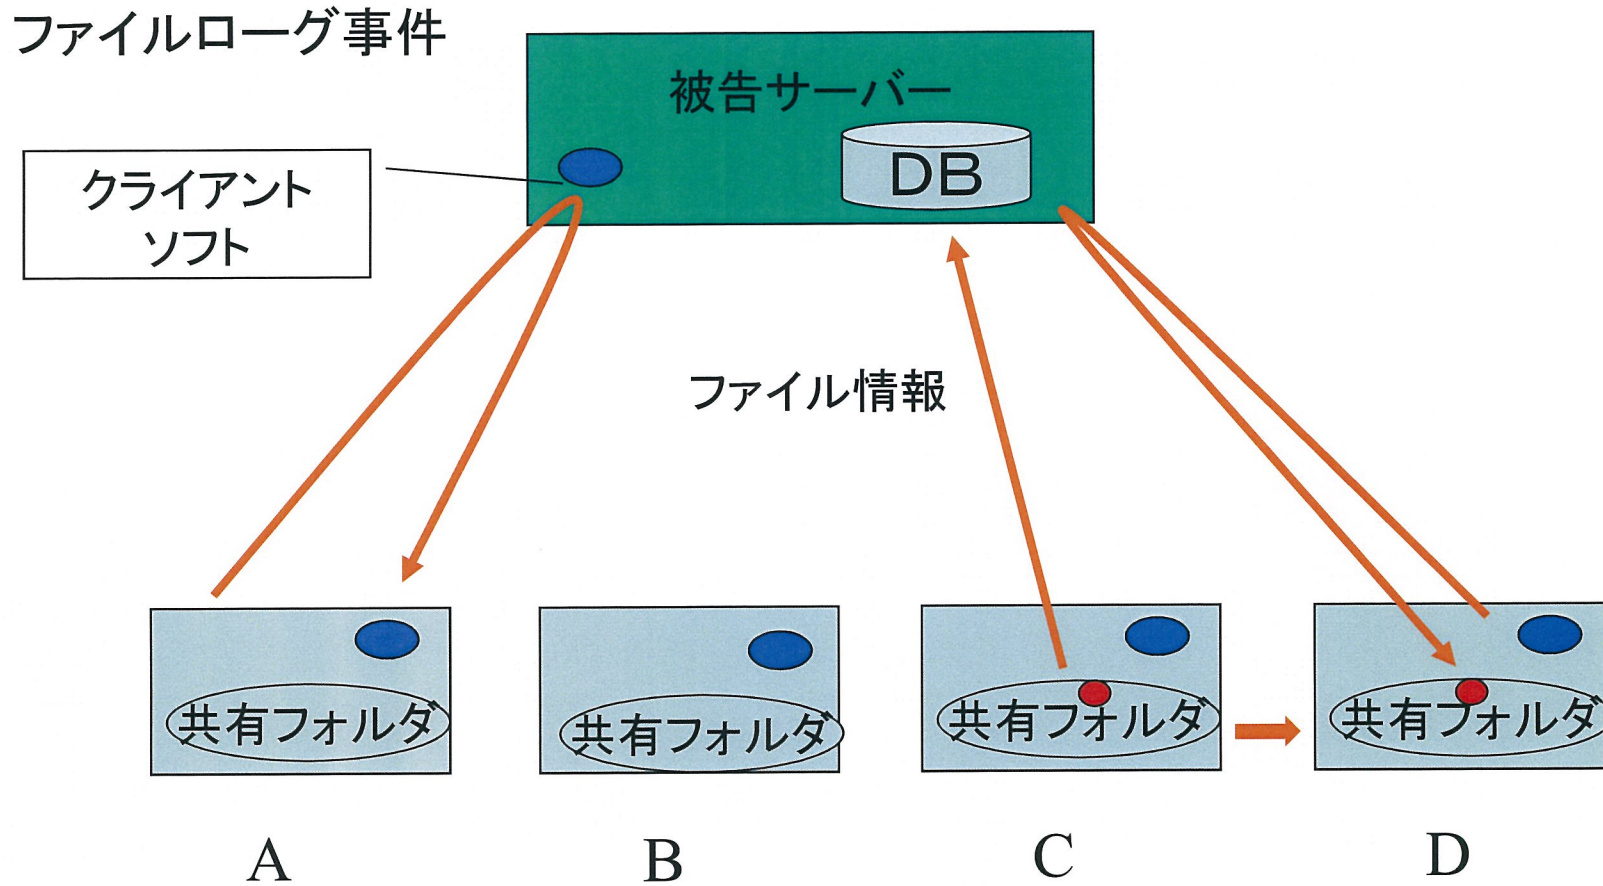 ファイルローグ事件
被告サーバー
DB
クライアント
ソフト
ファイル情報
共有フォルダ
共有フォルダ
共有フォルダ
共有フォルダ
A
B
C
D